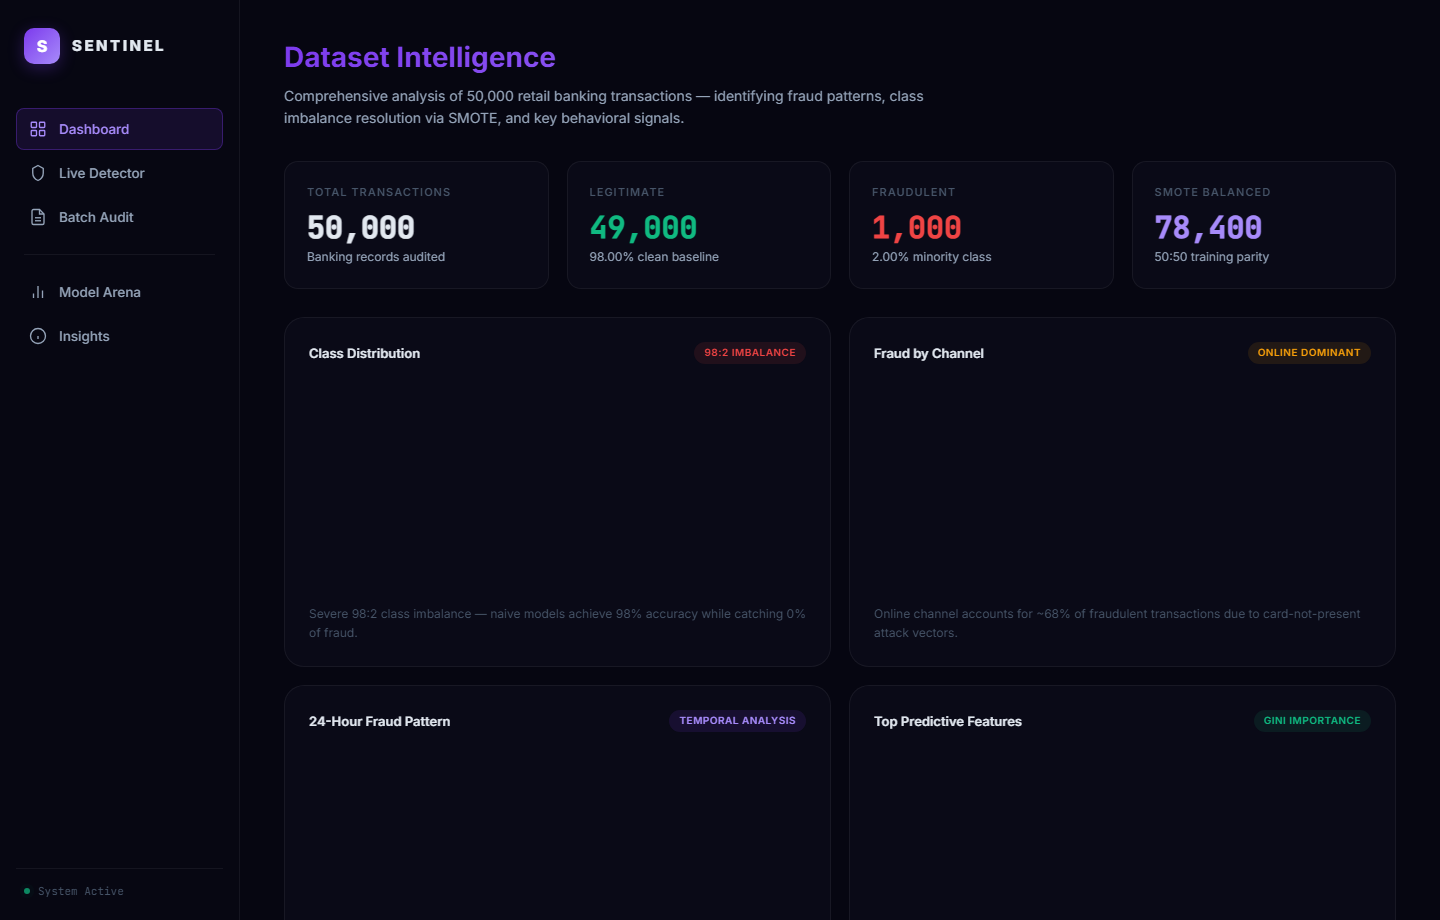 S SENTINEL
Dashboard
Live Detector
Batch Audit
Model Arena
Insights
System Active
Dataset Intelligence
Comprehensive analysis of 50,000 retail banking transactions — identifying fraud patterns, class
imbalance resolution via SMOTE, and key behavioral signals.
TOTAL TRANSACTIONS
50,000
Banking records audited
LEGITIMATE
49,000
98.00% clean baseline
FRAUDULENT
1,000
2.00% minority class
SMOTE BALANCED
78,400
50:50 training parity
Class Distribution
98:2 IMBALANCE
Severe 98:2 class imbalance — naive models achieve 98% accuracy while catching 0%
of fraud.
Fraud by Channel
ONLINE DOMINANT
Online channel accounts for ~68% of fraudulent transactions due to card-not-present
attack vectors.
24-Hour Fraud Pattern
TEMPORAL ANALYSIS
Top Predictive Features
GINI IMPORTANCE